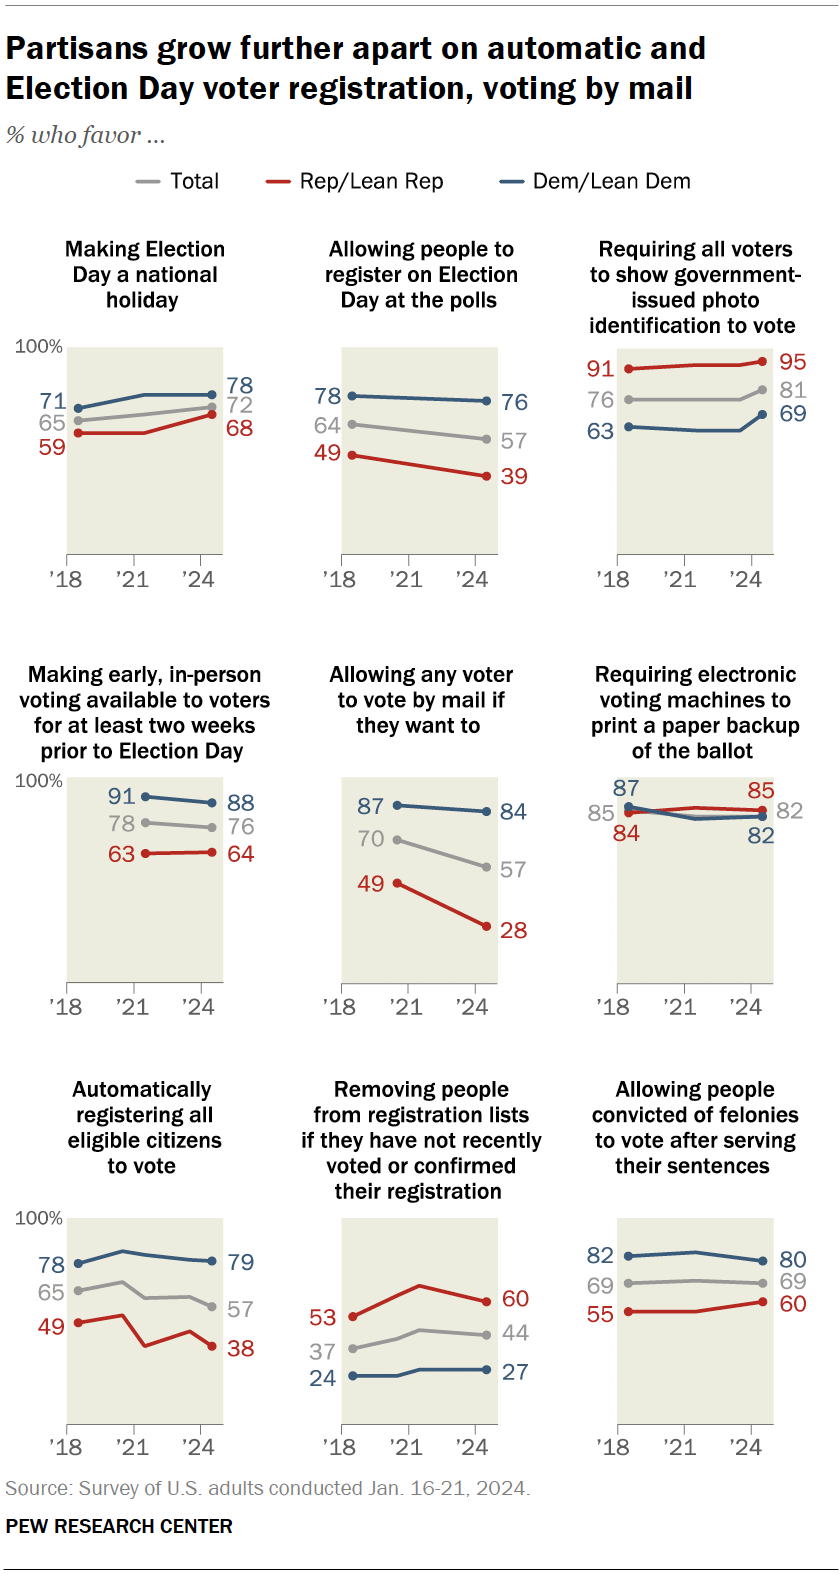 Partisans grow further apart on automatic and
Election Day voter registration, voting by mail
% who favor ...
Total Rep/Lean Rep Dem/Lean Dem
Making Election
Day a national
holiday
100%
71
65
59
78
72
68
’18 ’21 ’24
Allowing people to
register on Election
Day at the polls
78
64
49
76
57
39
’18 ’21 ’24
Requiring all voters
to show government-
issued photo
identification to vote
91
76
63
95
81
69
’18 ’21 ’24
Making early, in-person
voting available to voters
for at least two weeks
prior to Election Day
100%
91
78
63
88
76
64
’18 ’21 ’24
Allowing any voter
to vote by mail if
they want to
87
70
49
84
57
28
’18 ’21 ’24
Requiring electronic
voting machines to
print a paper backup
of the ballot
87
85
84
85
82
82
’18 ’21 ’24
Automatically
registering all
eligible citizens
to vote
100%
78
65
49
79
57
38
’18 ’21 ’24
Removing people
from registration lists
if they have not recently
voted or confirmed
their registration
53
37
24
60
44
27
’18 ’21 ’24
Allowing people
convicted of felonies
to vote after serving
their sentences
82
69
55
80
69
60
’18 ’21 ’24
Source: Survey of U.S. adults conducted Jan. 16-21, 2024.
PEW RESEARCH CENTER